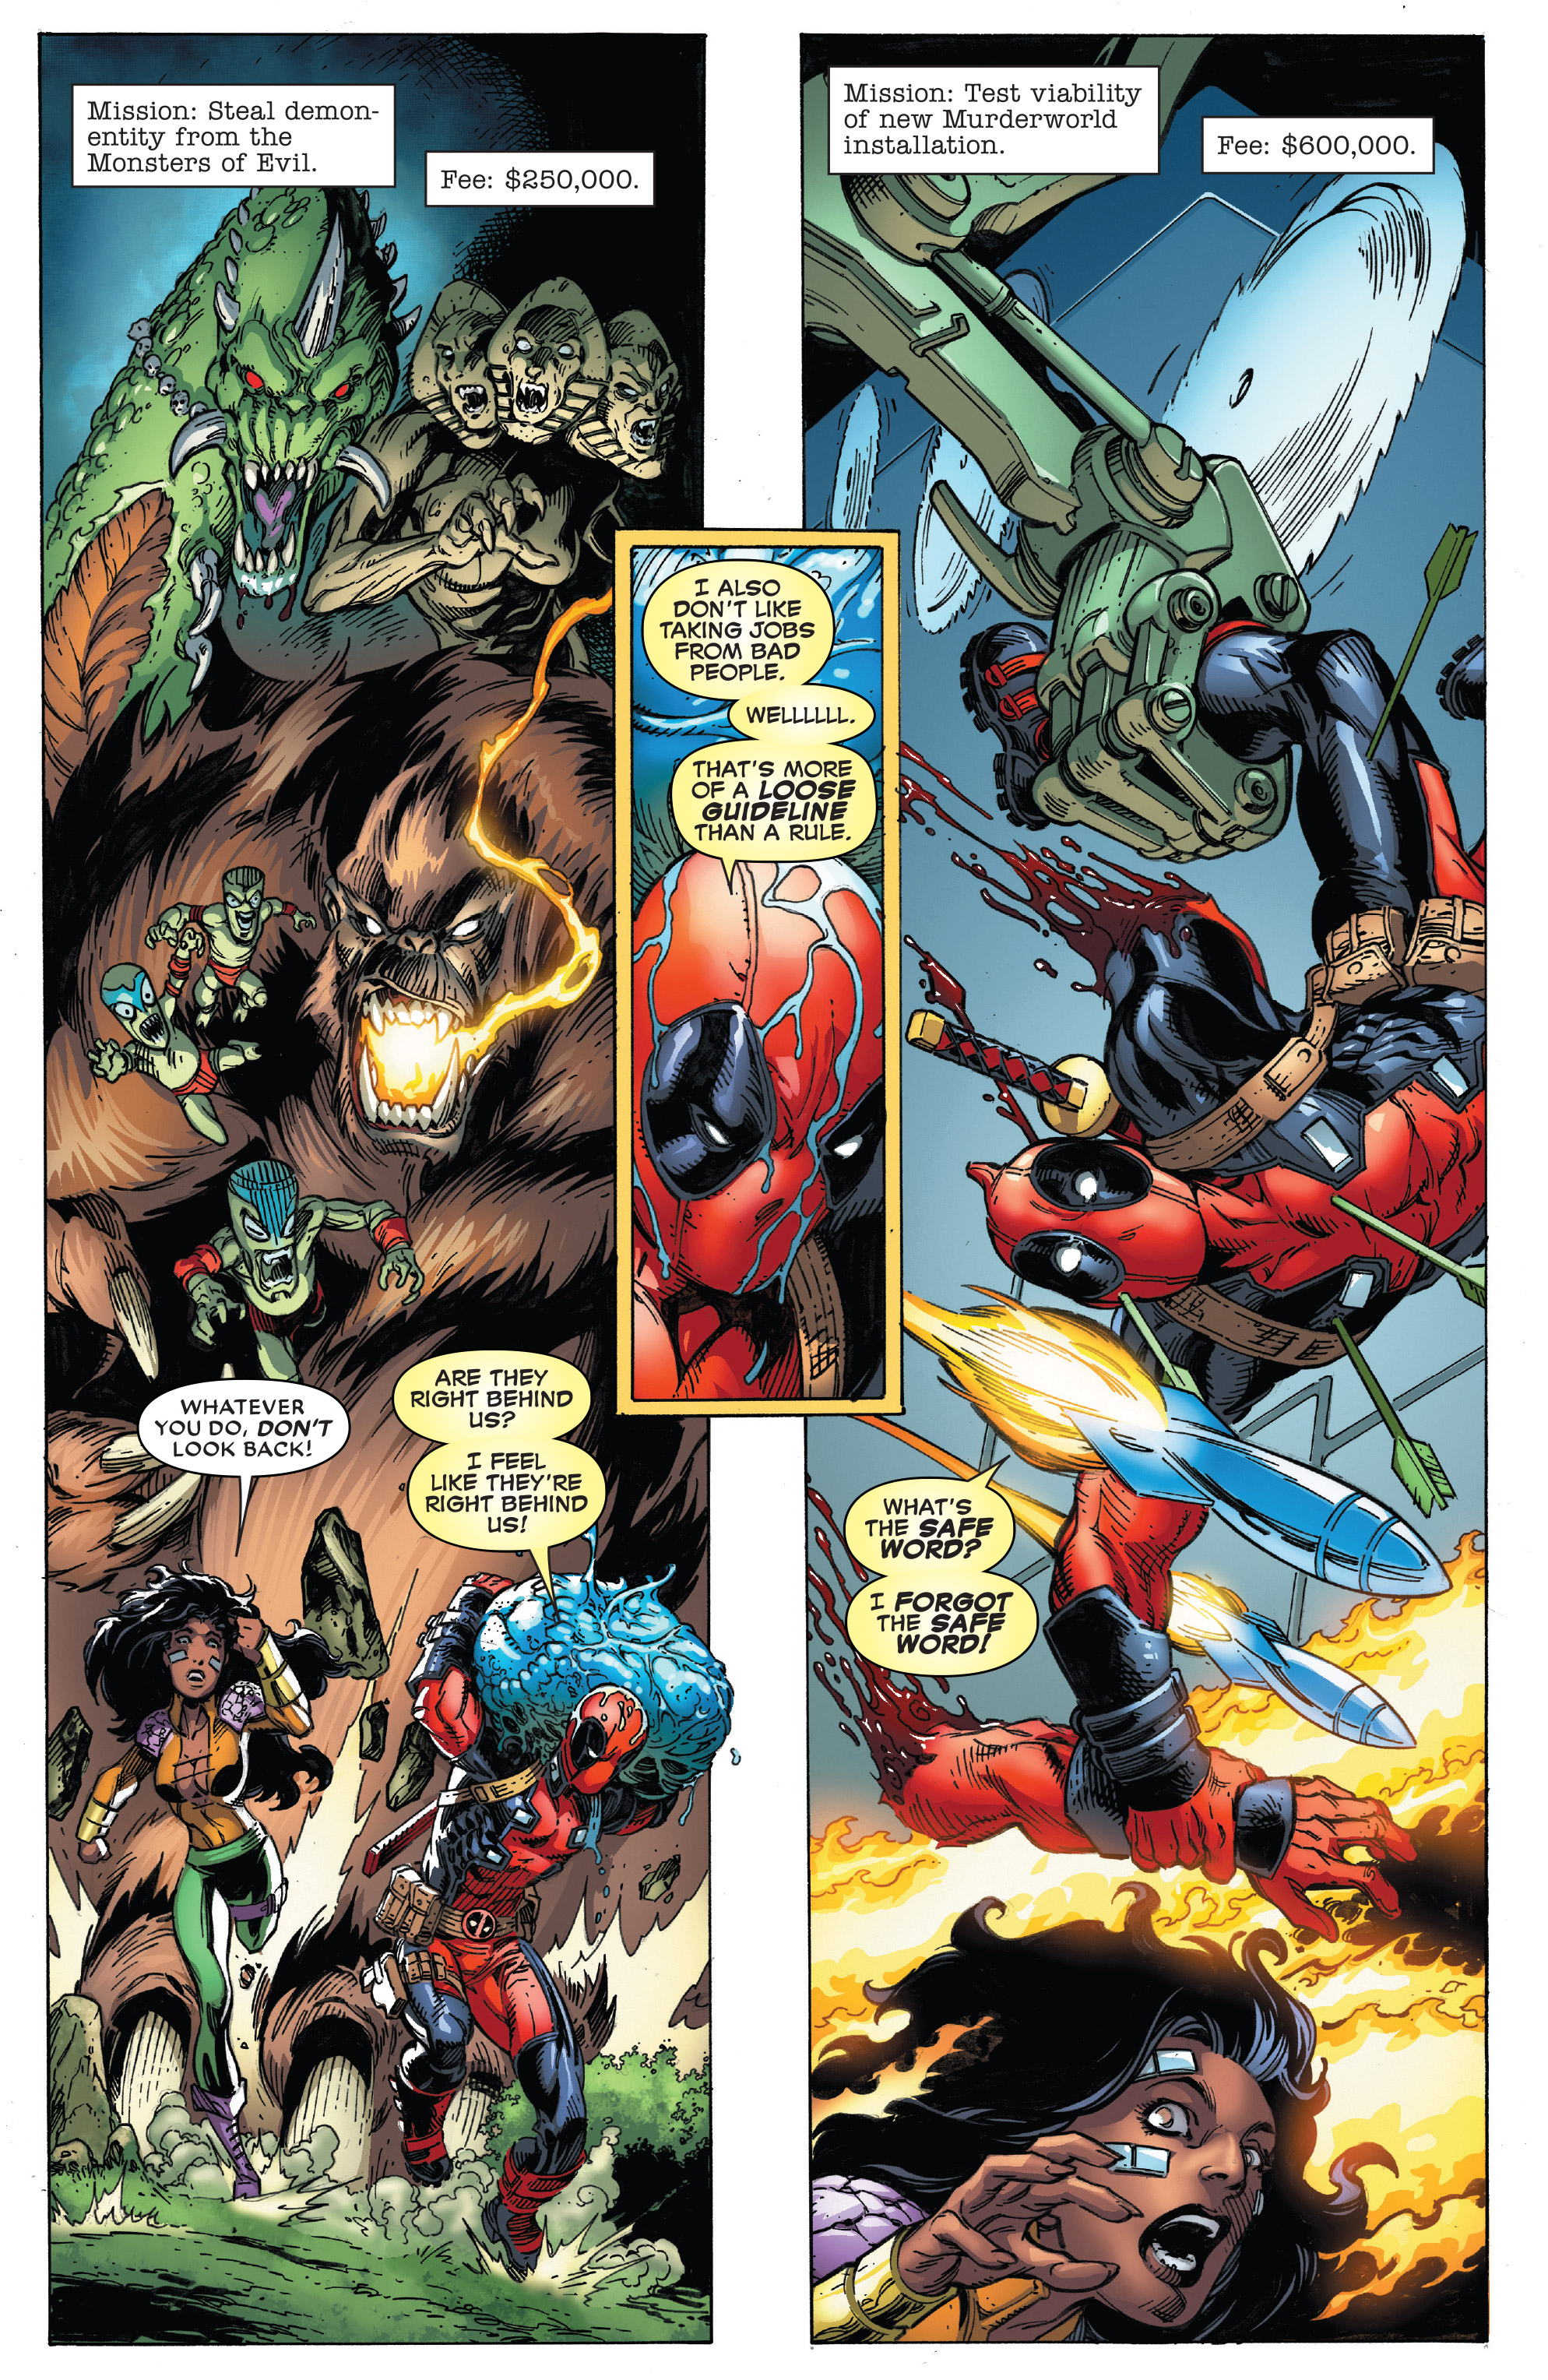 Mission: Steal demon-
entity from the
Monsters of Evil.
Fee: $250,000.
WHATEVER
YOU DO, DON'T
LOOK BACK!
ARE THEY
RIGHT BEHIND
US?
I FEEL
LIKE THEY'RE
RIGHT BEHIND
US!
I ALSO
DON'T LIKE
TAKING JOBS
FROM BAD
PEOPLE.
WELLLLLL.
THAT'S MORE
OF A LOOSE
GUIDELINE
THAN A RULE.
Mission: Test viability
of new Murderworld
installation.
Fee: $600,000.
WHAT'S
THE SAFE
WORD?
I FORGOT
THE SAFE
WORD!